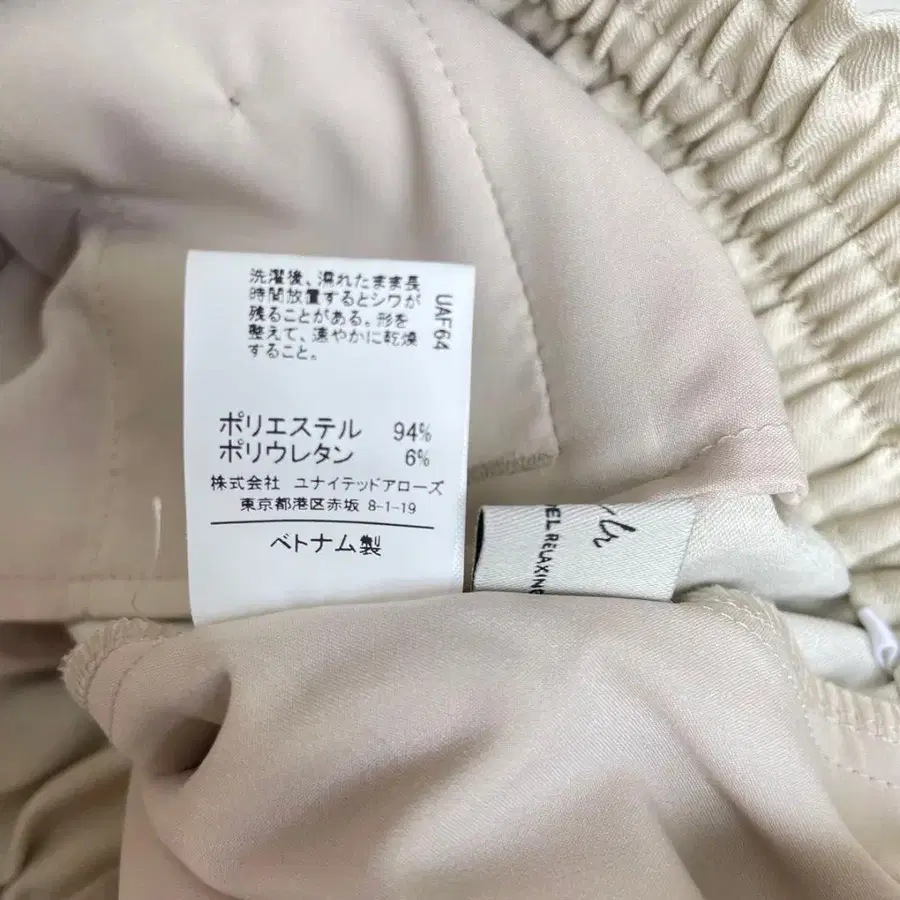 洗濯後、濡れたまま長
時間放置するとシワが
残ることがある。形を
整えて、速やかに乾燥
すること。
UAF64
ポリエステル 94%
ポリウレタン 6%
株式会社 ユナイテッドアローズ
東京都港区赤坂 8-1-19
ベトナム製
RELAXING